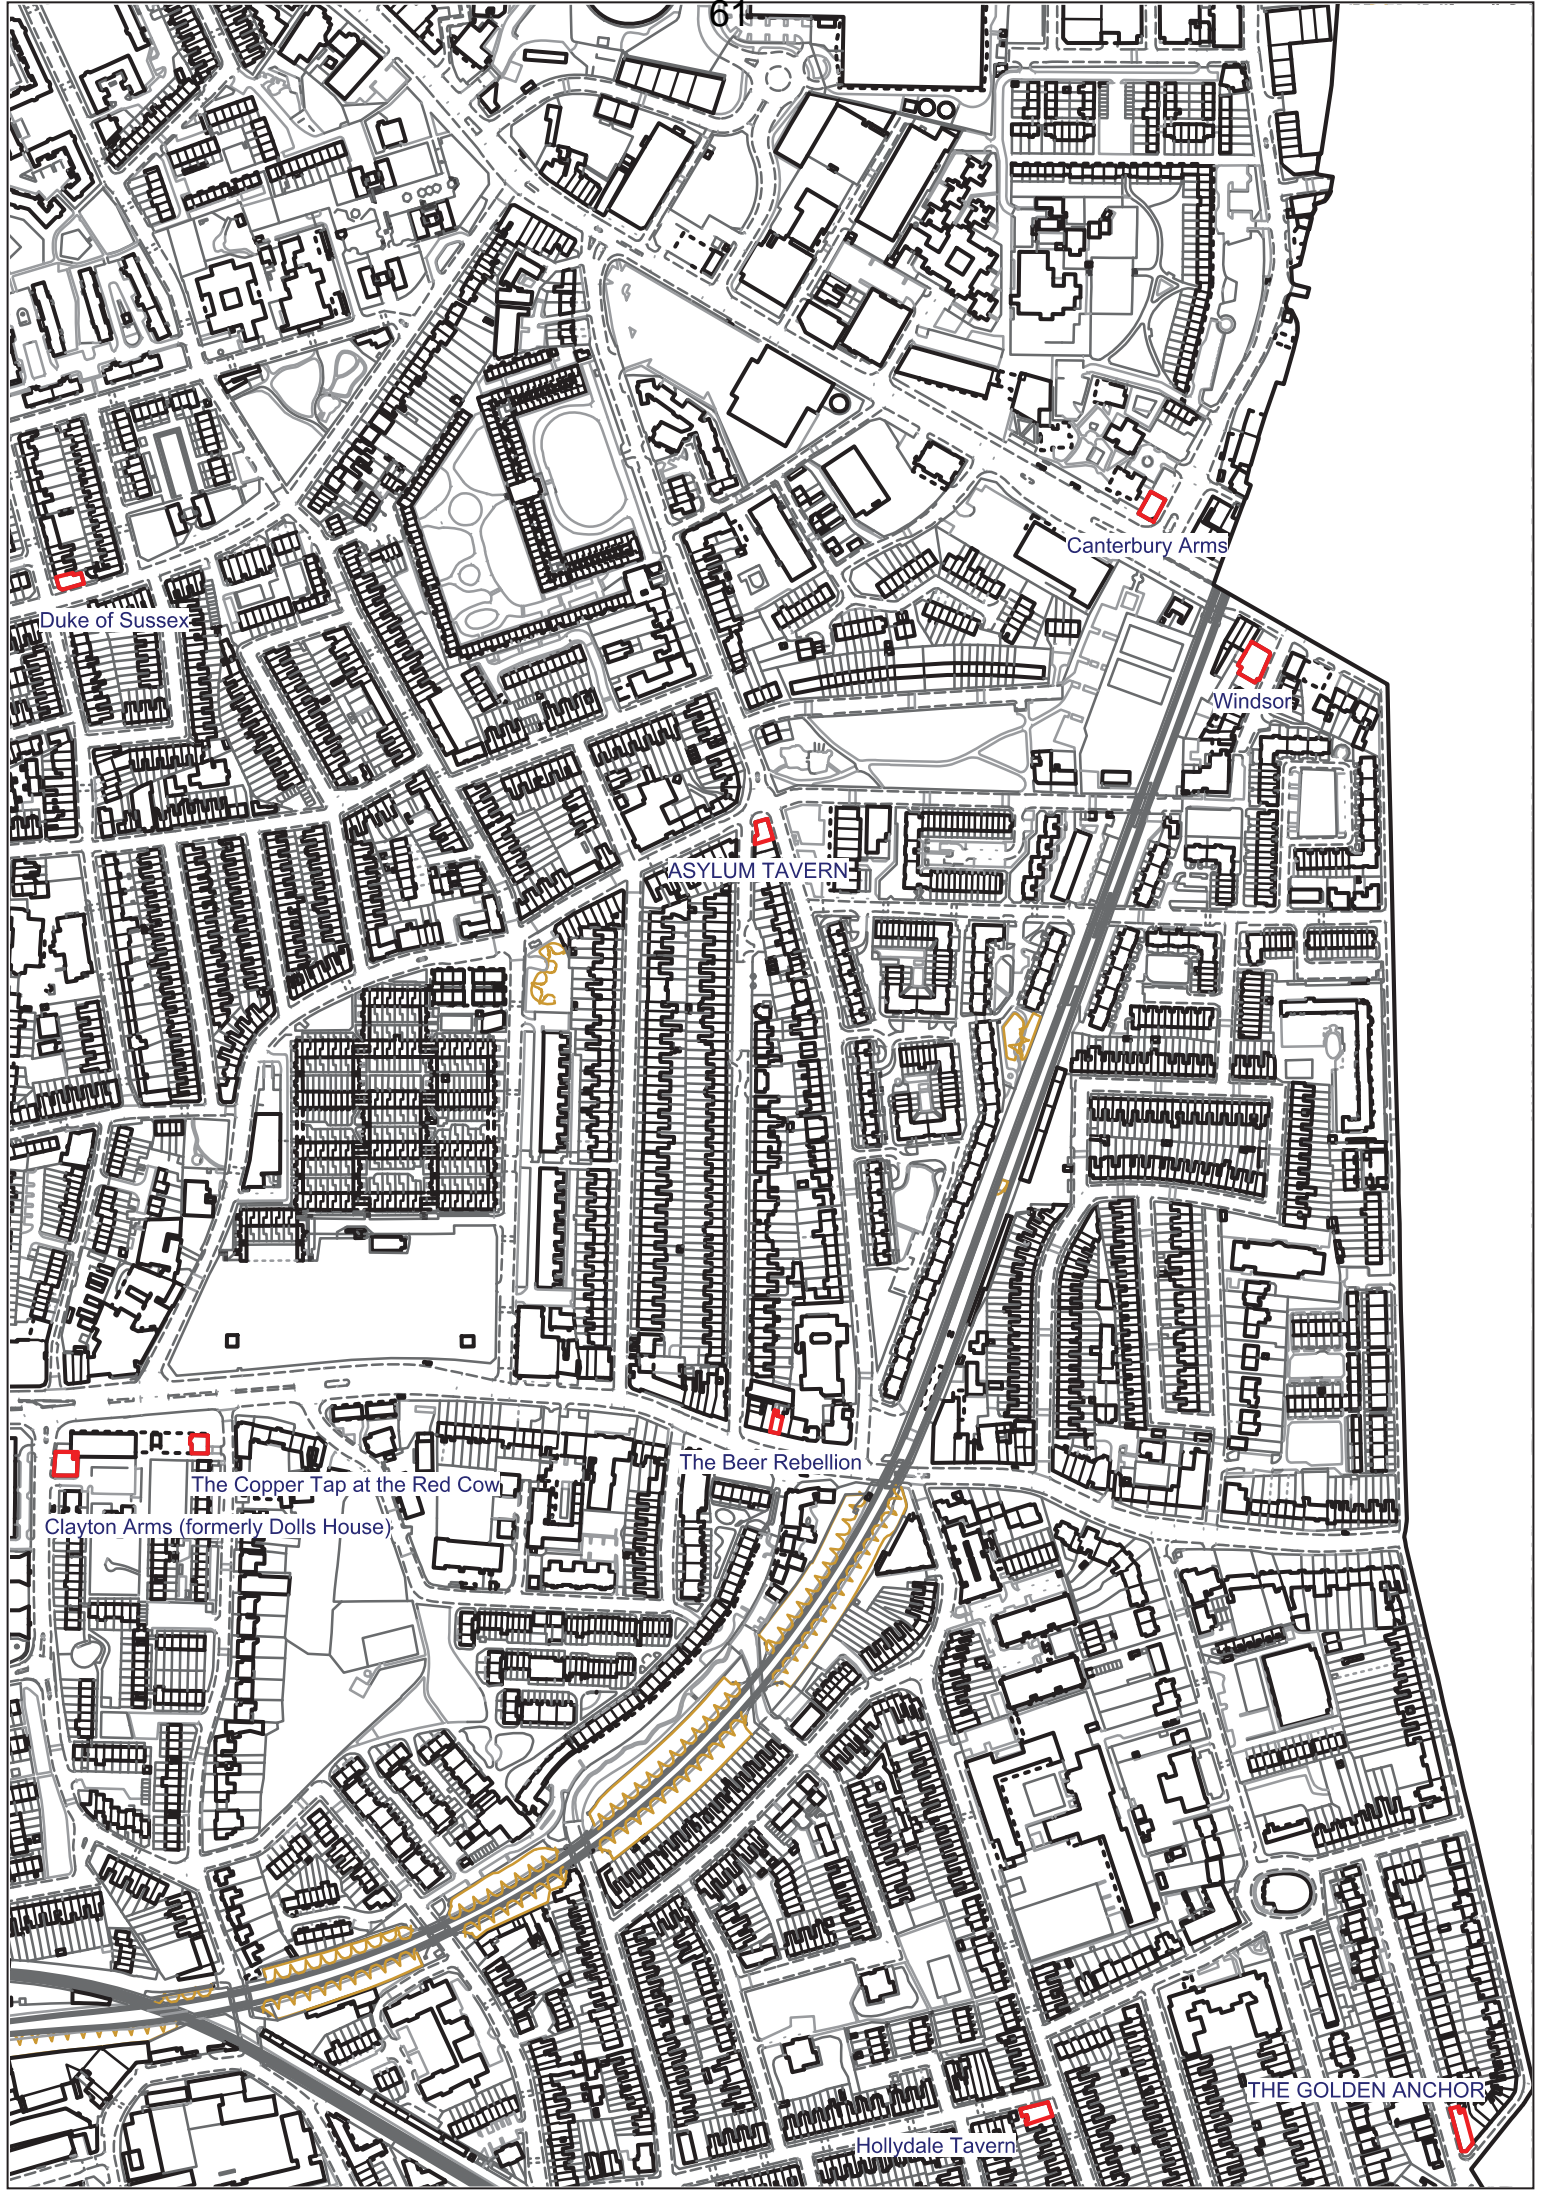 61
Canterbury Arms
Duke of Sussex
Windsor
ASYLUM TAVERN
The Beer Rebellion
The Copper Tap at the Red Cow
Clayton Arms (formerly Dolls House)
THE GOLDEN ANCHOR
Hollydale Tavern